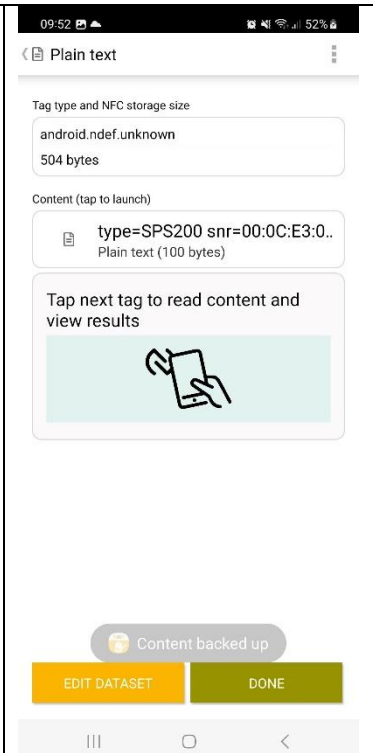 09:52 52%
Plain text
Tag type and NFC storage size
android.ndef.unknown
504 bytes
Content (tap to launch)
type=SPS200 snr=00:0C:E3:0..
Plain text (100 bytes)
Tap next tag to read content and
view results
Content backed up
EDIT DATASET DONE